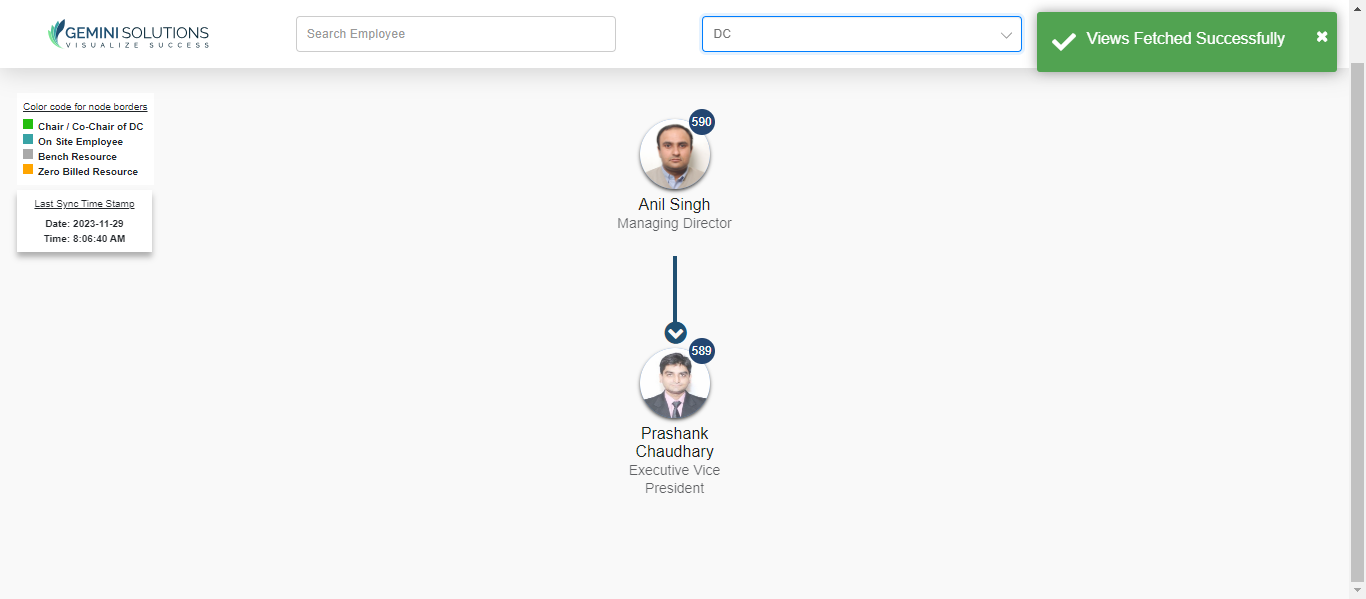 GEMINI SOLUTIONS
VISUALIZE SUCCESS
Search Employee
DC
Views Fetched Successfully
Color code for node borders
Chair / Co-Chair of DC
On Site Employee
Bench Resource
Zero Billed Resource
Last Sync Time Stamp
Date: 2023-11-29
Time: 8:06:40 AM
590
Anil Singh
Managing Director
589
Prashank
Chaudhary
Executive Vice
President